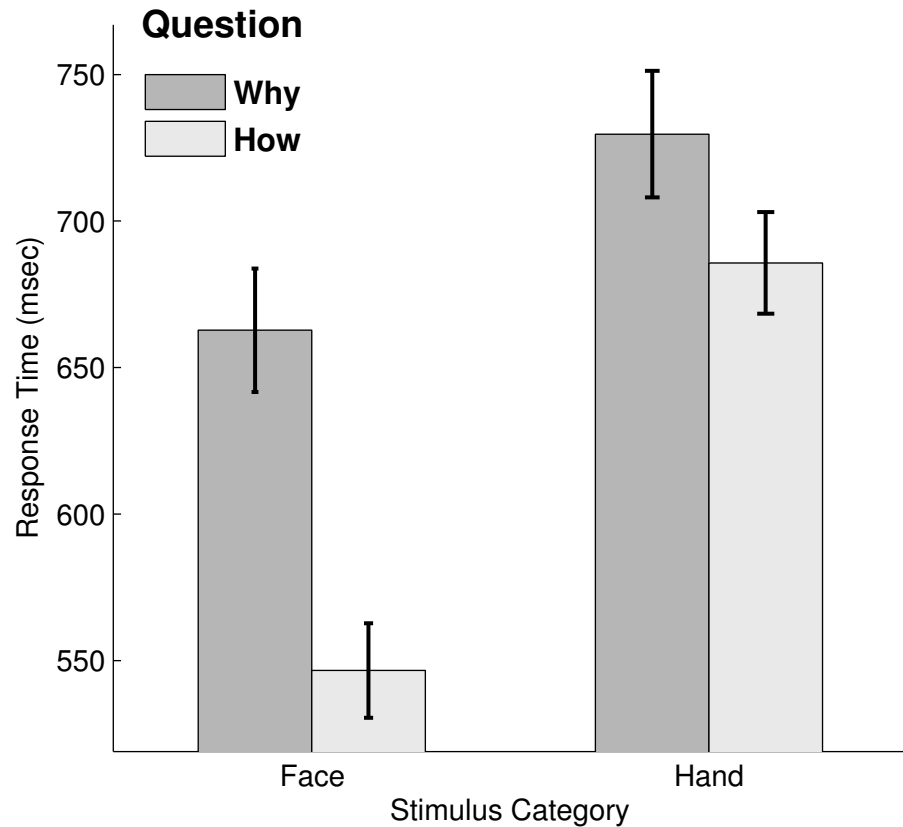 Question
Why
How
750
700
650
600
550
Response Time (msec)
Face
Hand
Stimulus Category